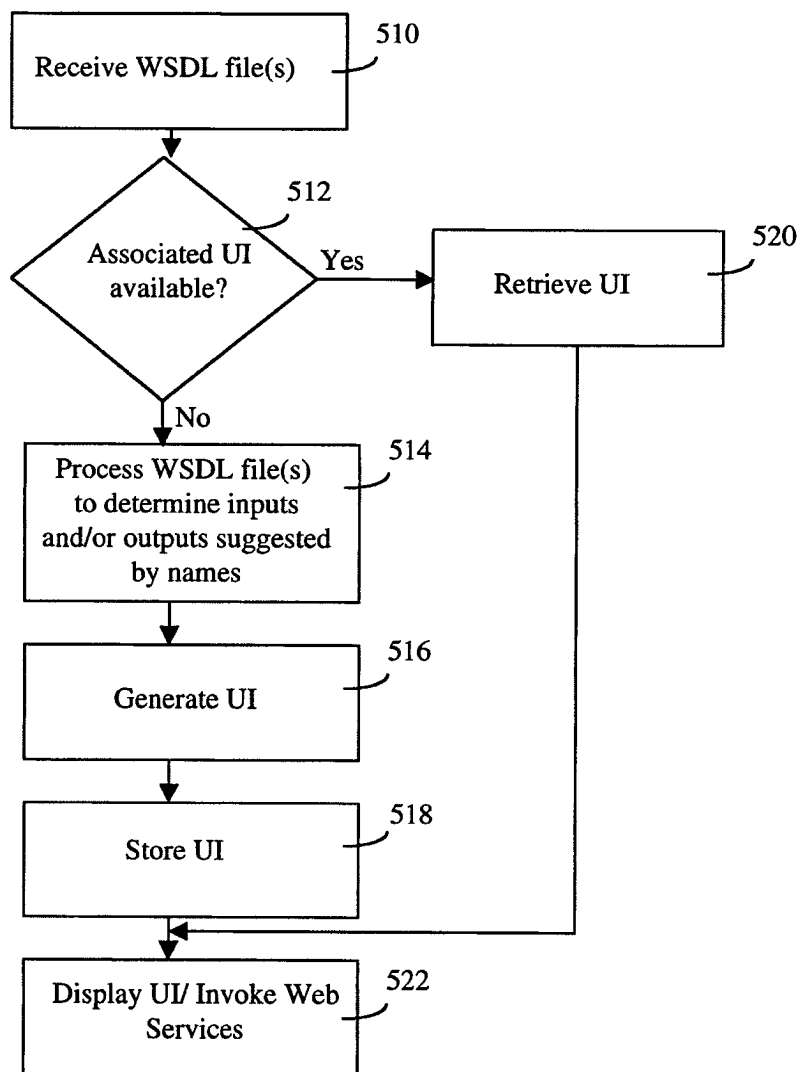 510
Receive WSDL file(s)
512
Associated UI
available?
Yes
520
Retrieve UI
No
514
Process WSDL file(s)
to determine inputs
and/or outputs suggested
by names
516
Generate UI
518
Store UI
522
Display UI/ Invoke Web
Services